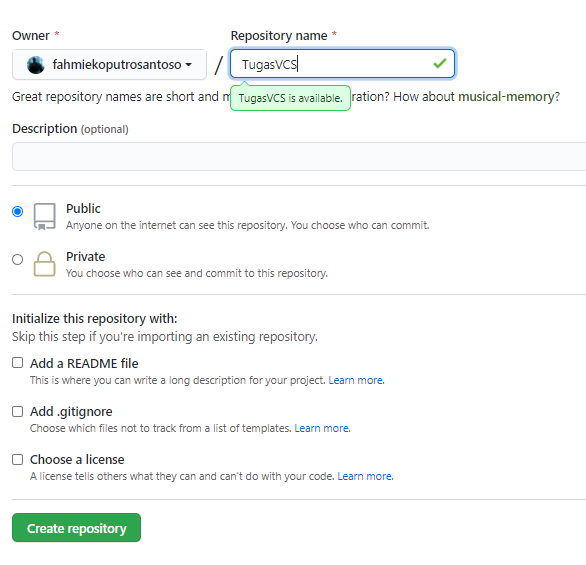 Owner *
Repository name *
fahmiekoputrosantoso
/
TugasVCS
Great repository names are short and m ration? How about musical-memory?
TugasVCS is available.
Description (optional)
Public
Anyone on the internet can see this repository. You choose who can commit.
Private
You choose who can see and commit to this repository.
Initialize this repository with:
Skip this step if you're importing an existing repository.
Add a README file
This is where you can write a long description for your project. Learn more.
Add .gitignore
Choose which files not to track from a list of templates. Learn more.
Choose a license
A license tells others what they can and can't do with your code. Learn more.
Create repository